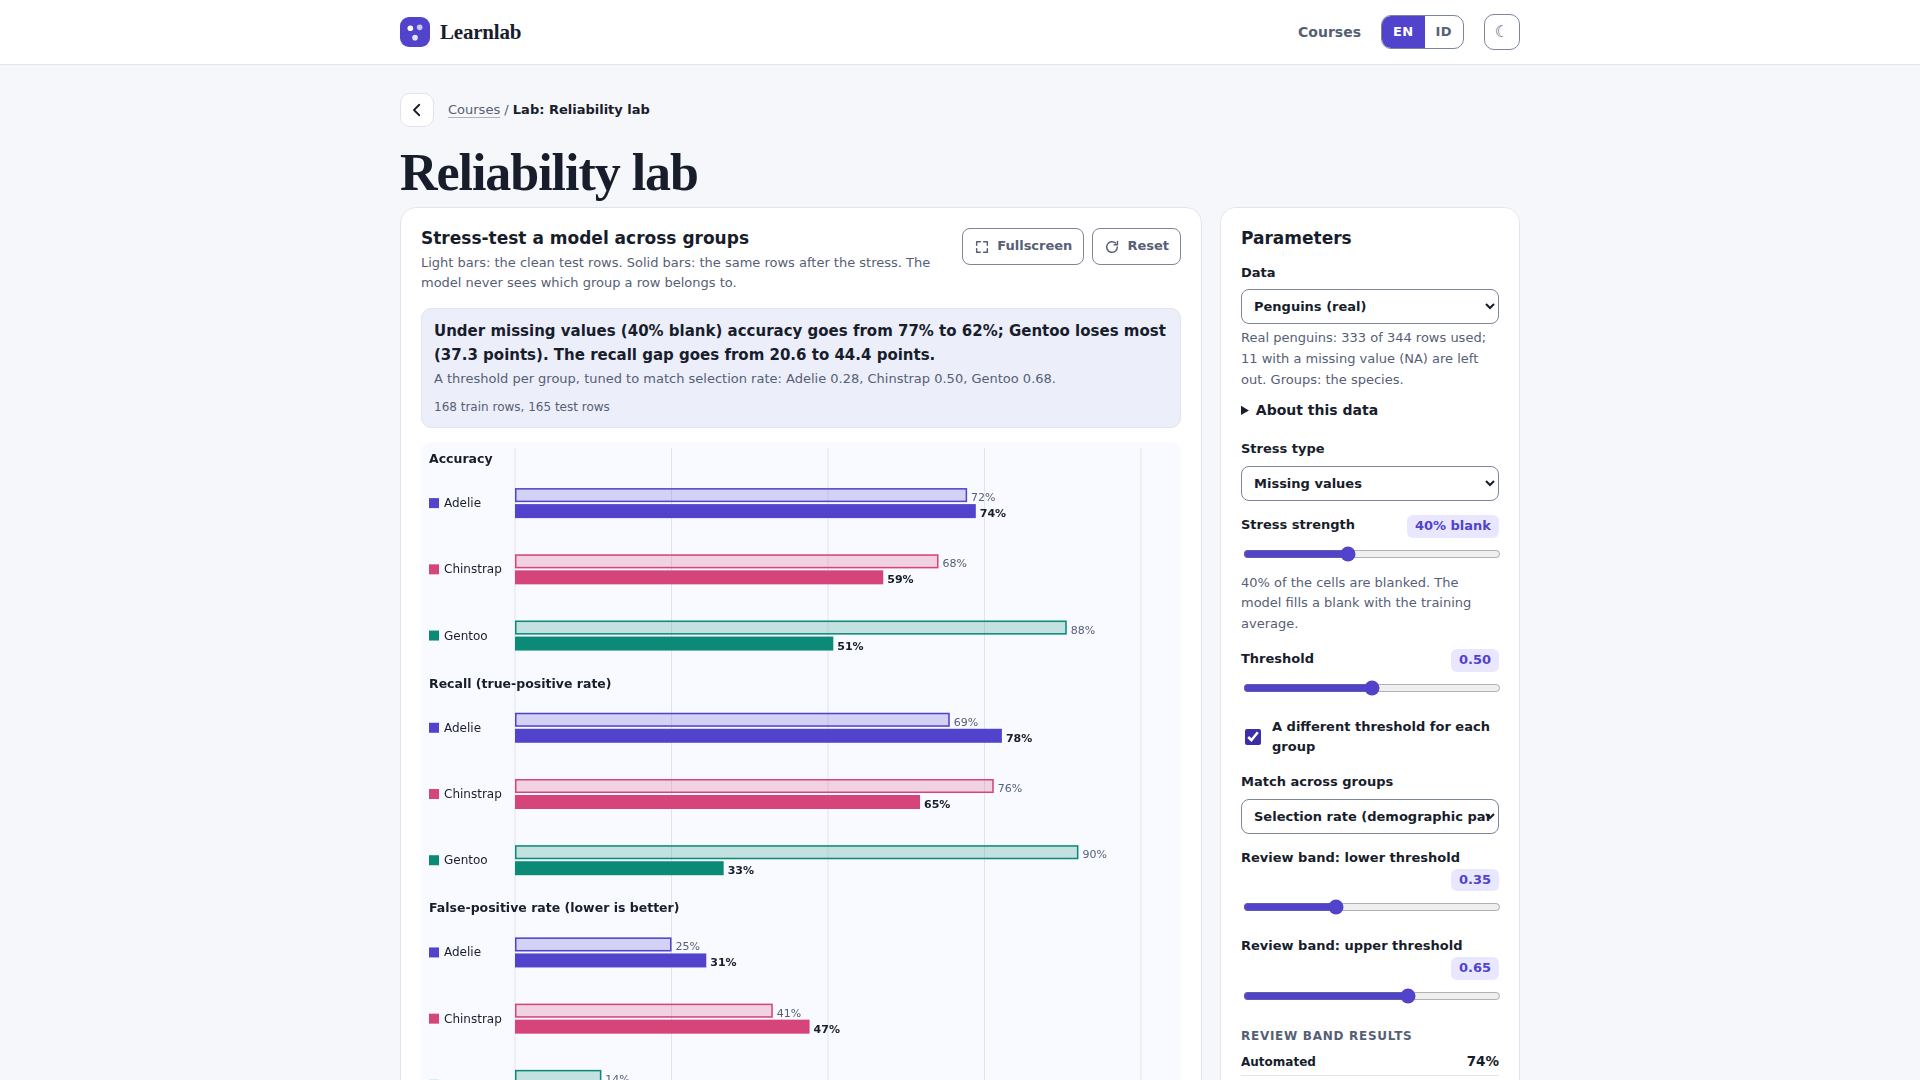 Learnlab
Courses
EN
ID
Courses / Lab: Reliability lab
Reliability lab
Stress-test a model across groups
Light bars: the clean test rows. Solid bars: the same rows after the stress. The
model never sees which group a row belongs to.
Fullscreen
Reset
Under missing values (40% blank) accuracy goes from 77% to 62%; Gentoo loses most
(37.3 points). The recall gap goes from 20.6 to 44.4 points.
A threshold per group, tuned to match selection rate: Adelie 0.28, Chinstrap 0.50, Gentoo 0.68.
168 train rows, 165 test rows
Accuracy
Adelie
72%
74%
Chinstrap
68%
59%
Gentoo
88%
51%
Recall (true-positive rate)
Adelie
69%
78%
Chinstrap
76%
65%
Gentoo
90%
33%
False-positive rate (lower is better)
Adelie
25%
31%
Chinstrap
41%
47%
14%
Parameters
Data
Penguins (real)
Real penguins: 333 of 344 rows used;
11 with a missing value (NA) are left
out. Groups: the species.
About this data
Stress type
Missing values
Stress strength
40% blank
40% of the cells are blanked. The
model fills a blank with the training
average.
Threshold
0.50
A different threshold for each
group
Match across groups
Selection rate (demographic par
Review band: lower threshold
0.35
Review band: upper threshold
0.65
REVIEW BAND RESULTS
Automated
74%